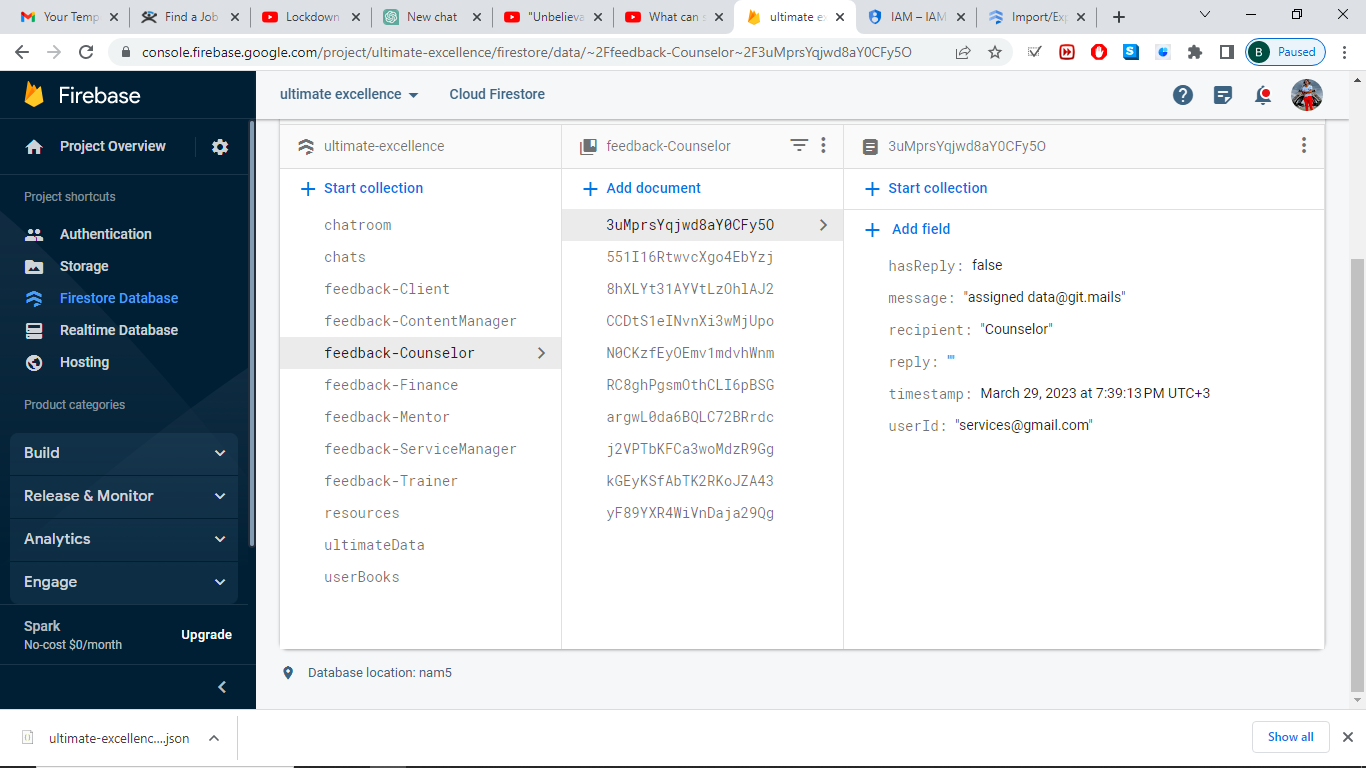 Your Temp
Find a Job
Lockdown
New chat
"Unbelieva
What can s
ultimate ex
IAM – IAM
Import/Exp
console.firebase.google.com/project/ultimate-excellence/firestore/data/~2Ffeedback-Counselor~2F3uMprsYqjwd8aY0CFy5O
B Paused
Firebase
ultimate excellence
Cloud Firestore
Project Overview
Project shortcuts
Authentication
Storage
Firestore Database
Realtime Database
Hosting
Product categories
Build
Release & Monitor
Analytics
Engage
Spark
No-cost $0/month
Upgrade
ultimate-excellence
Start collection
chatroom
chats
feedback-Client
feedback-ContentManager
feedback-Counselor
feedback-Finance
feedback-Mentor
feedback-ServiceManager
feedback-Trainer
resources
ultimateData
userBooks
feedback-Counselor
Add document
3uMprsYqjwd8aY0CFy5O
551I16RtwvcXgo4EbYzj
8hXLYt31AYVtLzOhlAJ2
CCDtS1eINvnXi3wMjUpo
N0CKzfEyOEmv1mdvhWnm
RC8ghPgsmOthCLI6pBSG
argwL0da6BQLC72BRrdc
j2VPTbKFCa3woMdzR9Gg
kGEyKSfAbTK2RKoJZA43
yF89YXR4WiVnDaja29Qg
3uMprsYqjwd8aY0CFy5O
Start collection
Add field
hasReply: false
message: "assigned data@git.mails"
recipient: "Counselor"
reply: ""
timestamp: March 29, 2023 at 7:39:13 PM UTC+3
userId: "services@gmail.com"
Database location: nam5
ultimate-excellenc....json
Show all